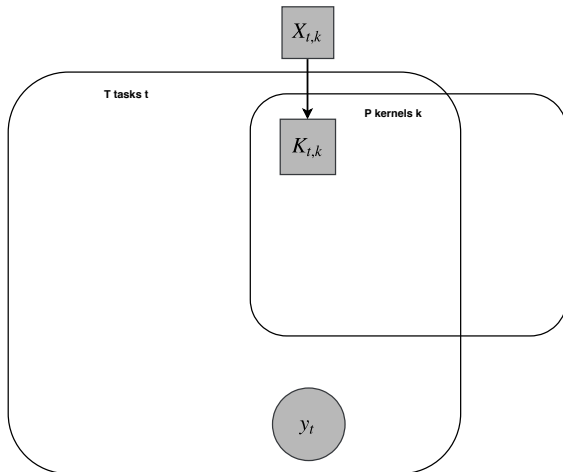 X_{t,k}
T tasks t
P kernels k
K_{t,k}
y_t